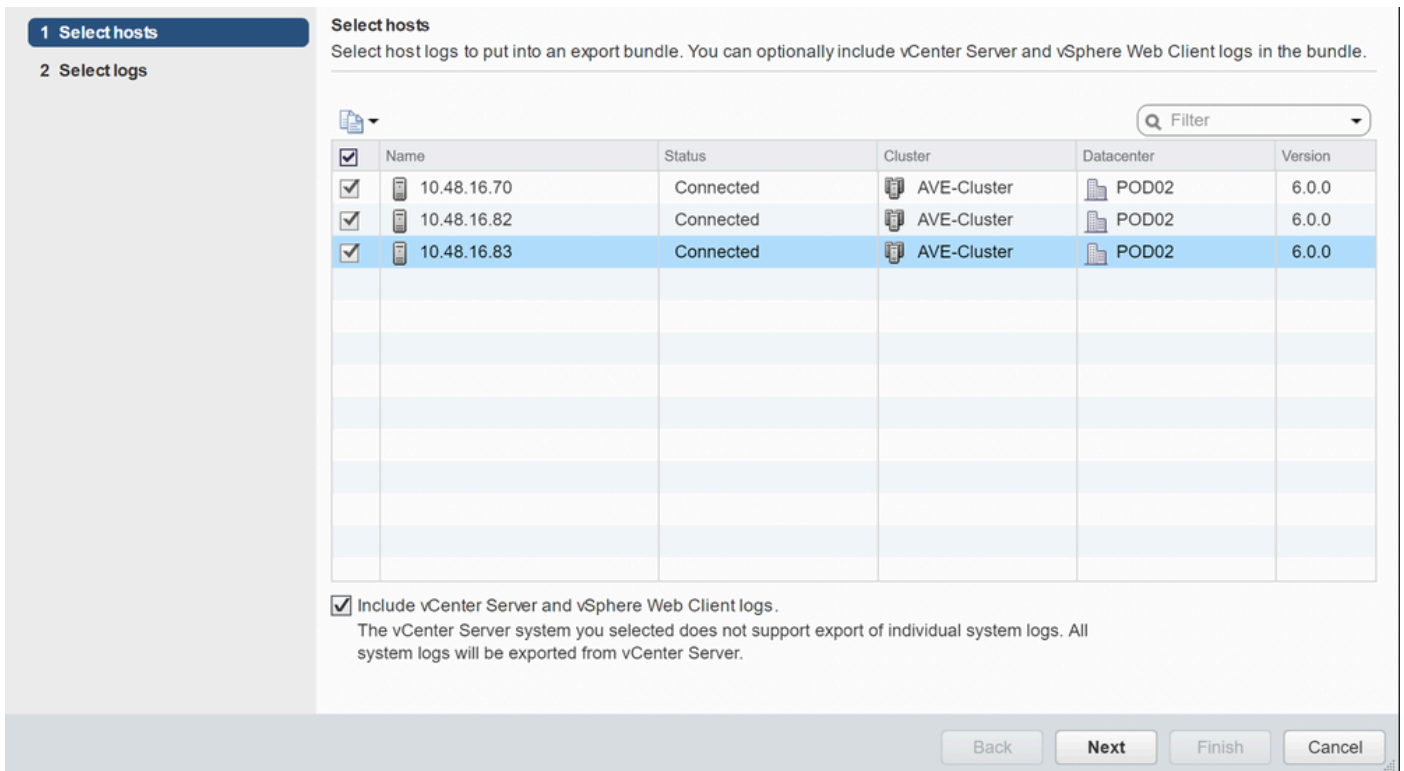 1 Select hosts
2 Select logs
Select hosts
Select host logs to put into an export bundle. You can optionally include vCenter Server and vSphere Web Client logs in the bundle.
Filter
Name Status Cluster Datacenter Version
10.48.16.70 Connected AVE-Cluster POD02 6.0.0
10.48.16.82 Connected AVE-Cluster POD02 6.0.0
10.48.16.83 Connected AVE-Cluster POD02 6.0.0
Include vCenter Server and vSphere Web Client logs.
The vCenter Server system you selected does not support export of individual system logs. All
system logs will be exported from vCenter Server.
Back Next Finish Cancel